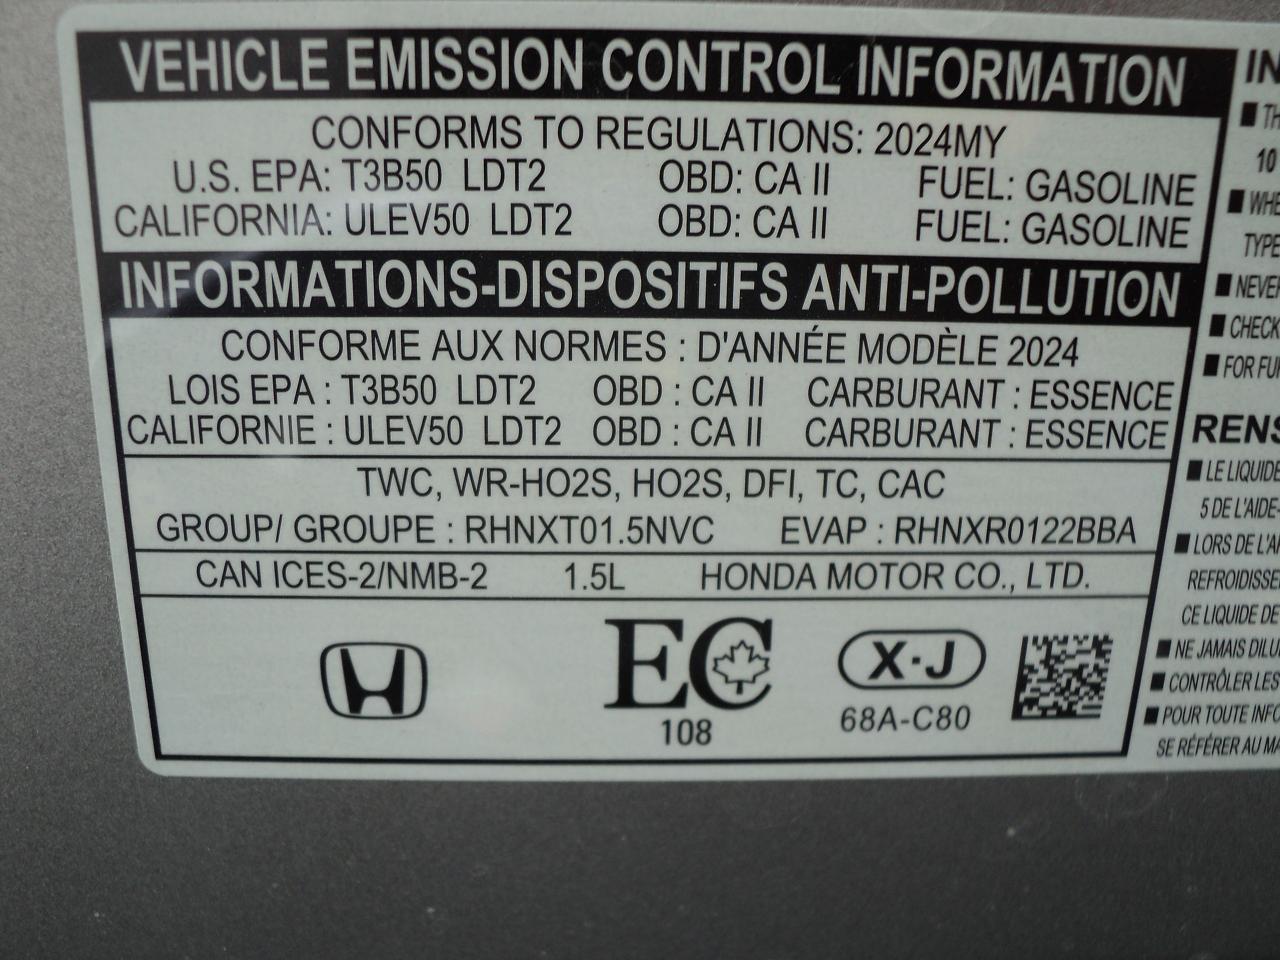 VEHICLE EMISSION CONTROL INFORMATION
CONFORMS TO REGULATIONS: 2024MY
U.S. EPA: T3B50 LDT2 OBD: CA II FUEL: GASOLINE
CALIFORNIA: ULEV50 LDT2 OBD: CA II FUEL: GASOLINE
INFORMATIONS-DISPOSITIFS ANTI-POLLUTION
CONFORME AUX NORMES : D'ANNÉE MODÈLE 2024
LOIS EPA : T3B50 LDT2 OBD : CA II CARBURANT : ESSENCE
CALIFORNIE : ULEV50 LDT2 OBD : CA II CARBURANT : ESSENCE
TWC, WR-HO2S, HO2S, DFI, TC, CAC
GROUP/ GROUPE : RHNXT01.5NVC EVAP : RHNXR0122BBA
CAN ICES-2/NMB-2 1.5L HONDA MOTOR CO., LTD.
EC
108
X·J
68A-C80
IN
■ TH
10
■ WHE
TYPE
■ NEVER
■ CHECK
■ FOR FU
RENS
■ LE LIQUIDE
5 DE L'AIDE-
■ LORS DE L'A
REFROIDISSE
CE LIQUIDE DE
■ NE JAMAIS DILU
■ CONTRÔLER LES
■ POUR TOUTE INFO
SE RÉFÉRER AU MA